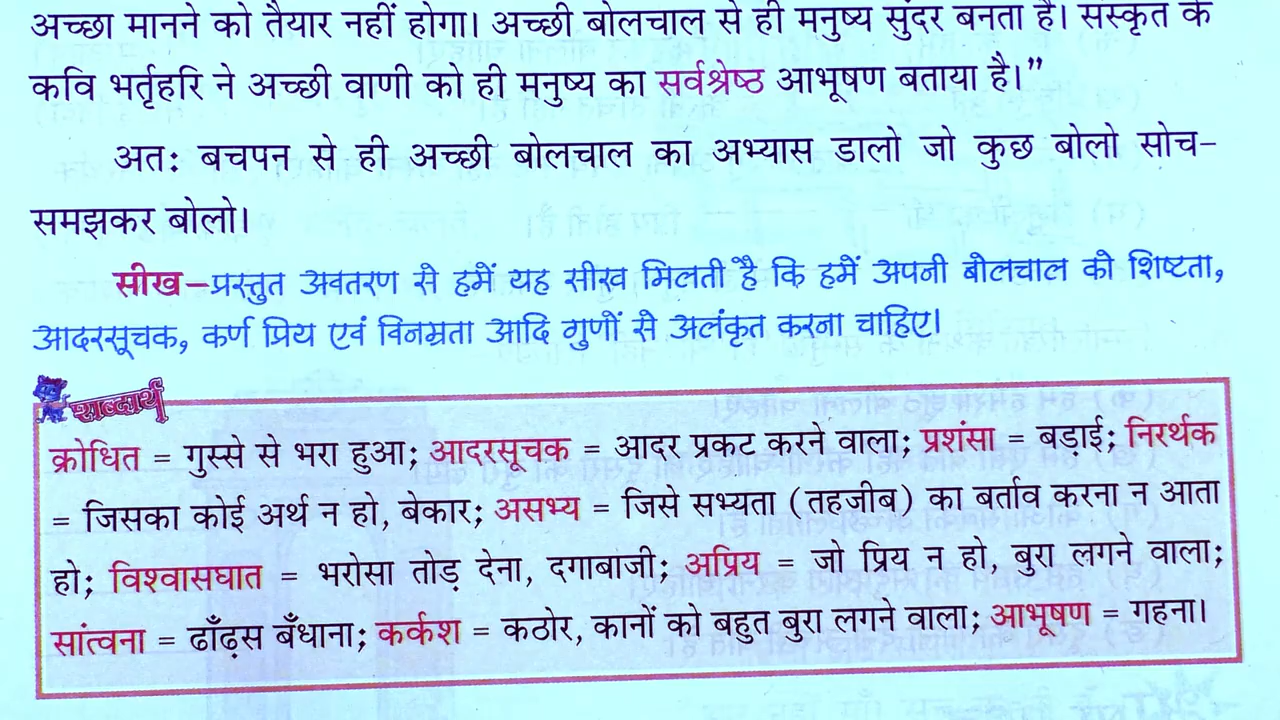 अच्छा मानने को तैयार नहीं होगा। अच्छी बोलचाल से ही मनुष्य सुंदर बनता है। संस्कृत के
कवि भर्तृहरि ने अच्छी वाणी को ही मनुष्य का सर्वश्रेष्ठ आभूषण बताया है।”
अतः बचपन से ही अच्छी बोलचाल का अभ्यास डालो जो कुछ बोलो सोच-
समझकर बोलो।
सीख–प्रस्तुत अवतरण से हमें यह सीख मिलती है कि हमें अपनी बोलचाल को शिष्टता,
आदरसूचक, कर्ण प्रिय एवं विनम्रता आदि गुणों से अलंकृत करना चाहिए।
शब्दार्थ
क्रोधित = गुस्से से भरा हुआ; आदरसूचक = आदर प्रकट करने वाला; प्रशंसा = बड़ाई; निरर्थक
= जिसका कोई अर्थ न हो, बेकार; असभ्य = जिसे सभ्यता (तहजीब) का बर्ताव करना न आता
हो; विश्वासघात = भरोसा तोड़ देना, दगाबाजी; अप्रिय = जो प्रिय न हो, बुरा लगने वाला;
सांत्वना = ढाँढ़स बँधाना; कर्कश = कठोर, कानों को बहुत बुरा लगने वाला; आभूषण = गहना।